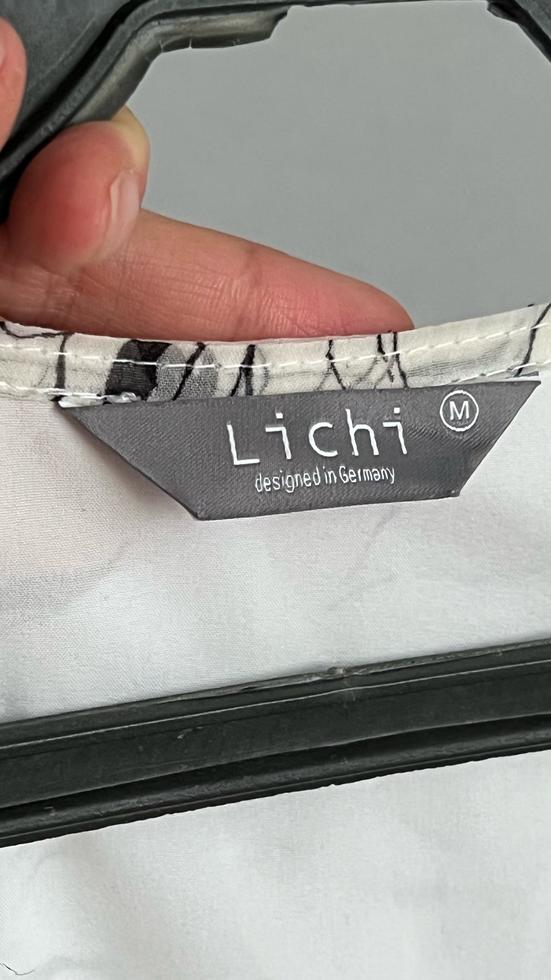 Lichi M
designed in Germany